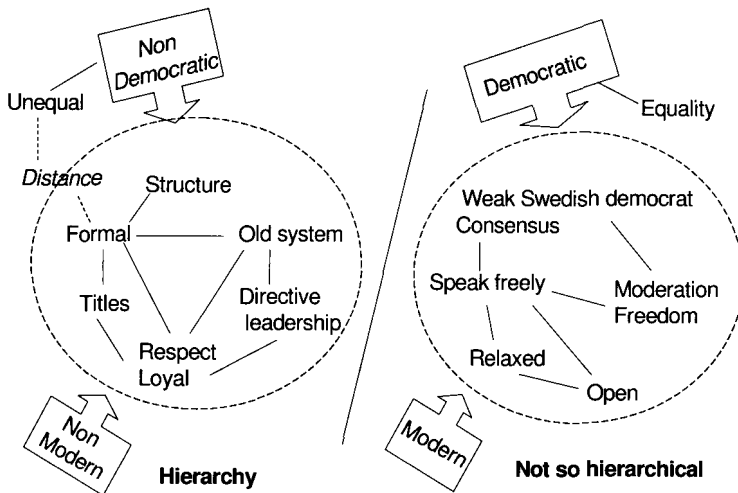 Non
Democratic
Unequal
Distance
Structure
Formal
Old system
Titles
Directive
leadership
Respect
Loyal
Non
Modern
Hierarchy
Democratic
Equality
Weak Swedish democrat
Consensus
Speak freely
Moderation
Freedom
Relaxed
Open
Modern
Not so hierarchical